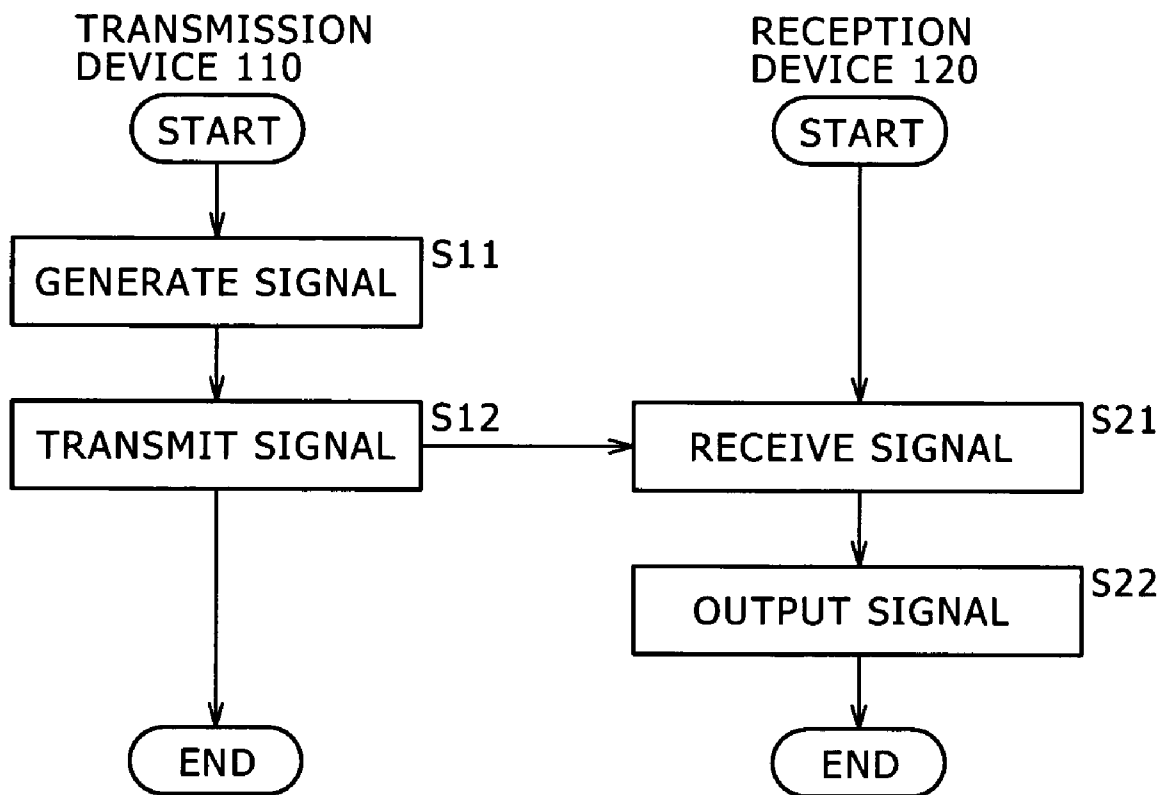 TRANSMISSION
DEVICE 110
START
GENERATE SIGNAL
S11
TRANSMIT SIGNAL
S12
END
RECEPTION
DEVICE 120
START
RECEIVE SIGNAL
S21
OUTPUT SIGNAL
S22
END